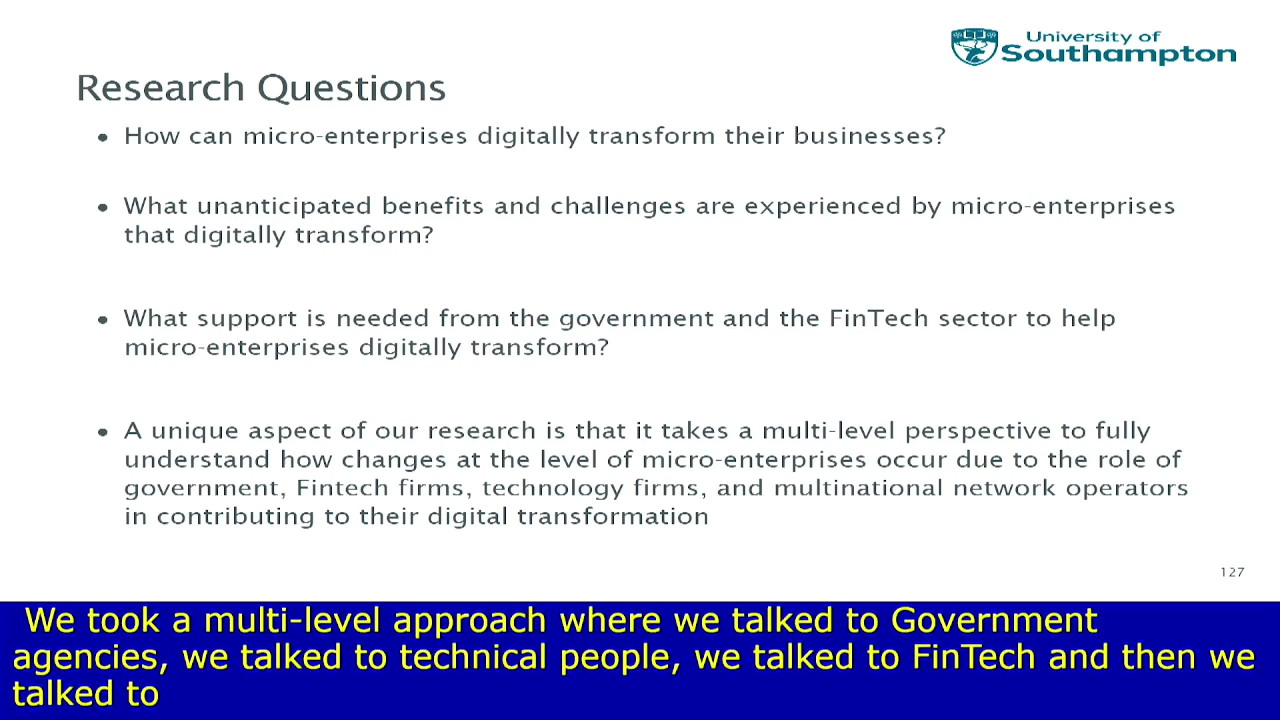 University of
Southampton
Research Questions
• How can micro-enterprises digitally transform their businesses?
• What unanticipated benefits and challenges are experienced by micro-enterprises
that digitally transform?
• What support is needed from the government and the FinTech sector to help
micro-enterprises digitally transform?
• A unique aspect of our research is that it takes a multi-level perspective to fully
understand how changes at the level of micro-enterprises occur due to the role of
government, Fintech firms, technology firms, and multinational network operators
in contributing to their digital transformation
127
We took a multi-level approach where we talked to Government
agencies, we talked to technical people, we talked to FinTech and then we
talked to